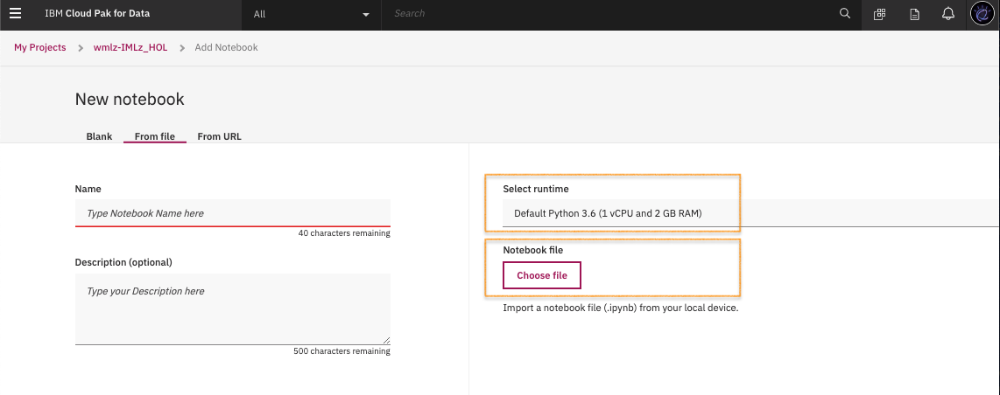 IBM Cloud Pak for Data
All
Search
My Projects > wmlz-IMLz_HOL > Add Notebook
New notebook
Blank From file From URL
Name
Type Notebook Name here
40 characters remaining
Description (optional)
Type your Description here
500 characters remaining
Select runtime
Default Python 3.6 (1 vCPU and 2 GB RAM)
Notebook file
Choose file
Import a notebook file (.ipynb) from your local device.